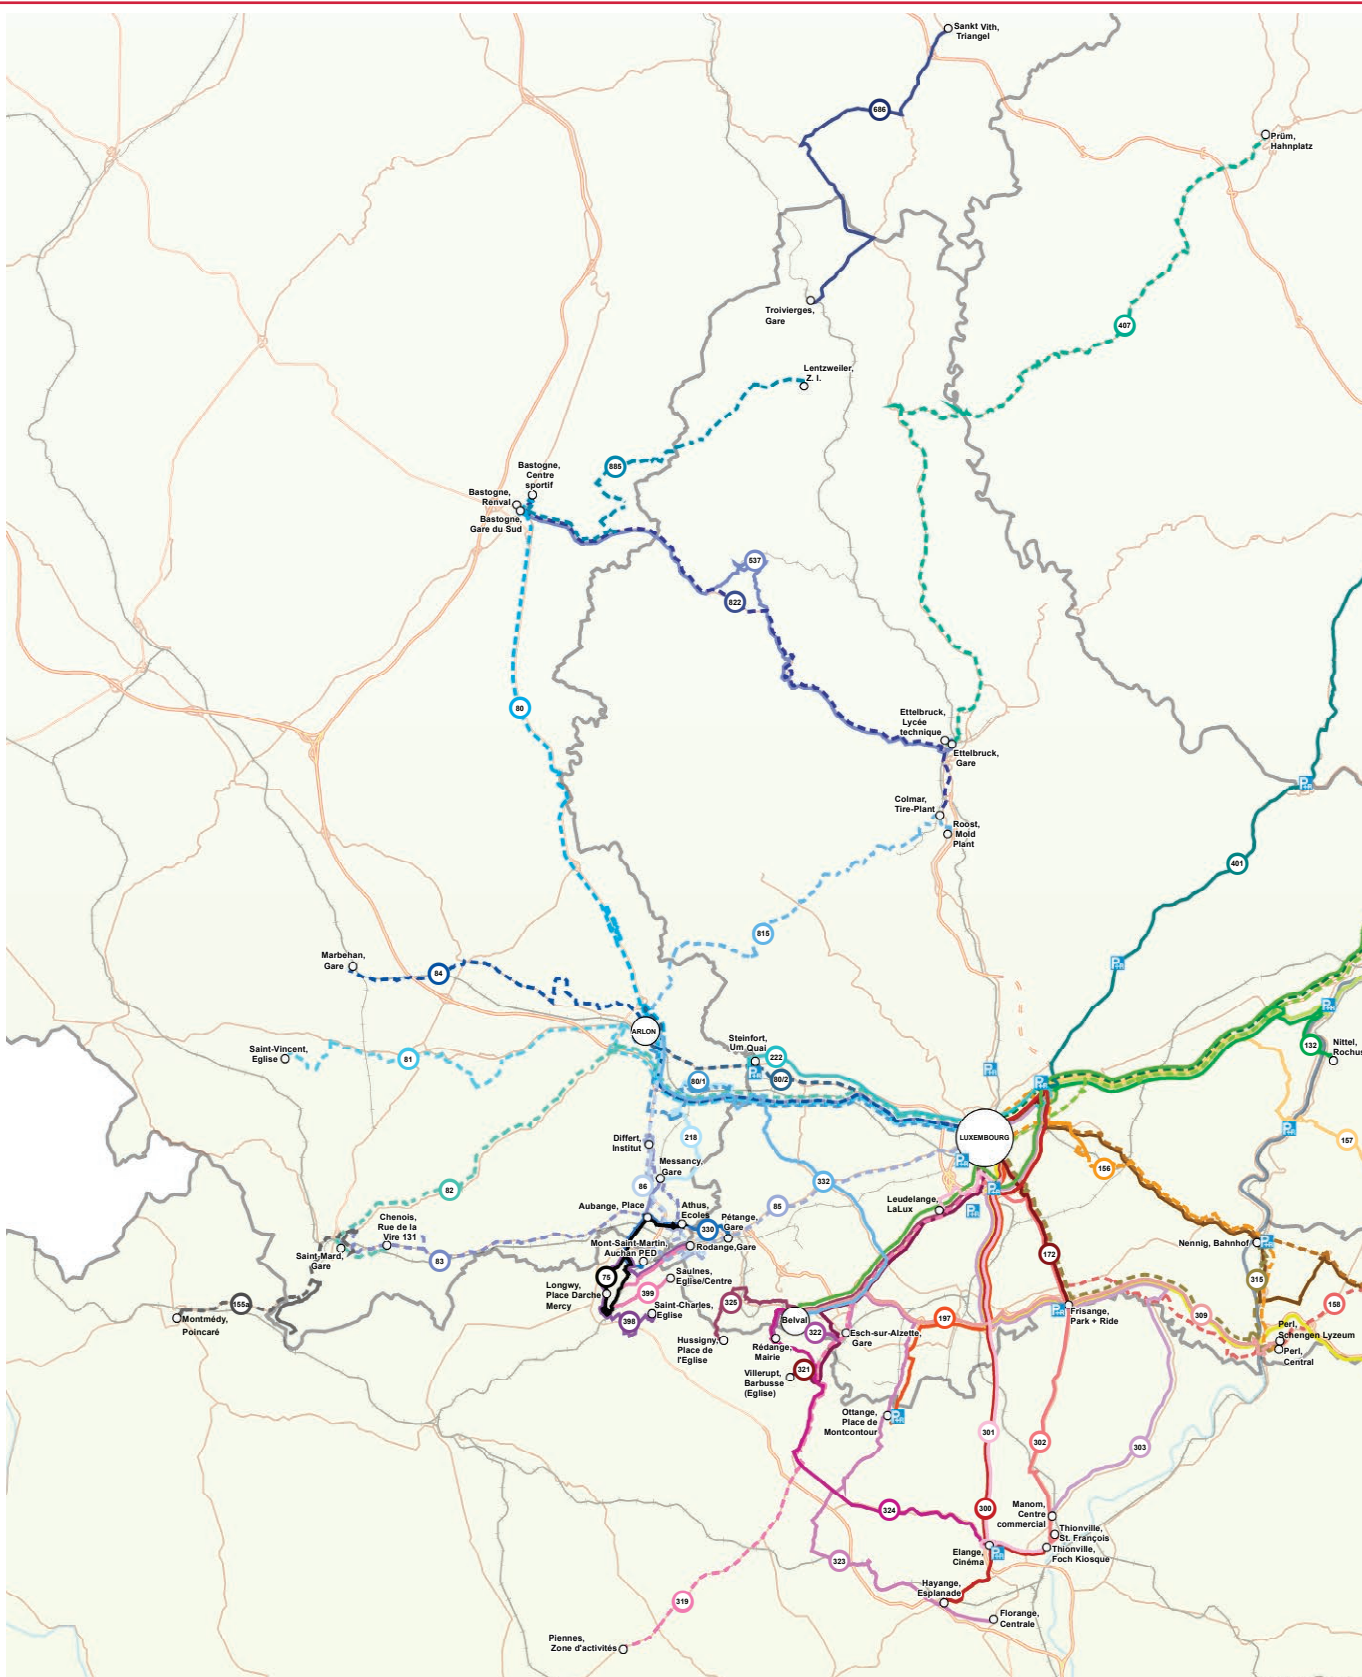 Sankt Vith,
Triangel
686
Prüm,
Hahnplatz
Troivierges,
Gare
407
Lentzweiler,
Z. I.
885
Bastogne,
Centre
sportif
Bastogne,
Renval
Bastogne,
Gare du Sud
537
822
80
Ettelbruck,
Lycée
technique
Ettelbruck,
Gare
Colmar,
Tire-Plant
Roost,
Mold
Plant
401
815
Marbehan,
Gare
84
ARLON
Steinfort,
Um Quai
222
Saint-Vincent,
Eglise
81
80/1
80/2
132
Nittel,
Rochus
LUXEMBOURG
Differt,
Institut
218
157
156
Messancy,
Gare
86
332
82
85
Leudelange,
LaLux
Aubange, Place
Athus,
Ecoles
Pétange,
Gare
330
Chenois,
Rue de la
Vire 131
Saint-Mard,
Gare
83
Mont-Saint-Martin,
Auchan PED
Rodange,Gare
172
Nennig, Bahnhof
75
Saulnes,
Eglise/Centre
315
Longwy,
Place Darche
Mercy
399
325
155a
Montmédy,
Poincaré
Saint-Charles,
Eglise
398
Belval
197
Frisange,
Park + Ride
309
158
322
Esch-sur-Alzette,
Gare
Perl,
Schengen Lyzeum
Perl,
Central
Hussigny,
Place de
l'Eglise
Rédange,
Mairie
321
Villerupt,
Barbusse
(Eglise)
Ottange,
Place de
Montcontour
301
302
303
324
300
Manom,
Centre
commercial
Thionville,
St. François
Thionville,
Foch Kiosque
Elange,
Cinéma
323
Hayange,
Esplanade
319
Florange,
Centrale
Piennes,
Zone d'activités